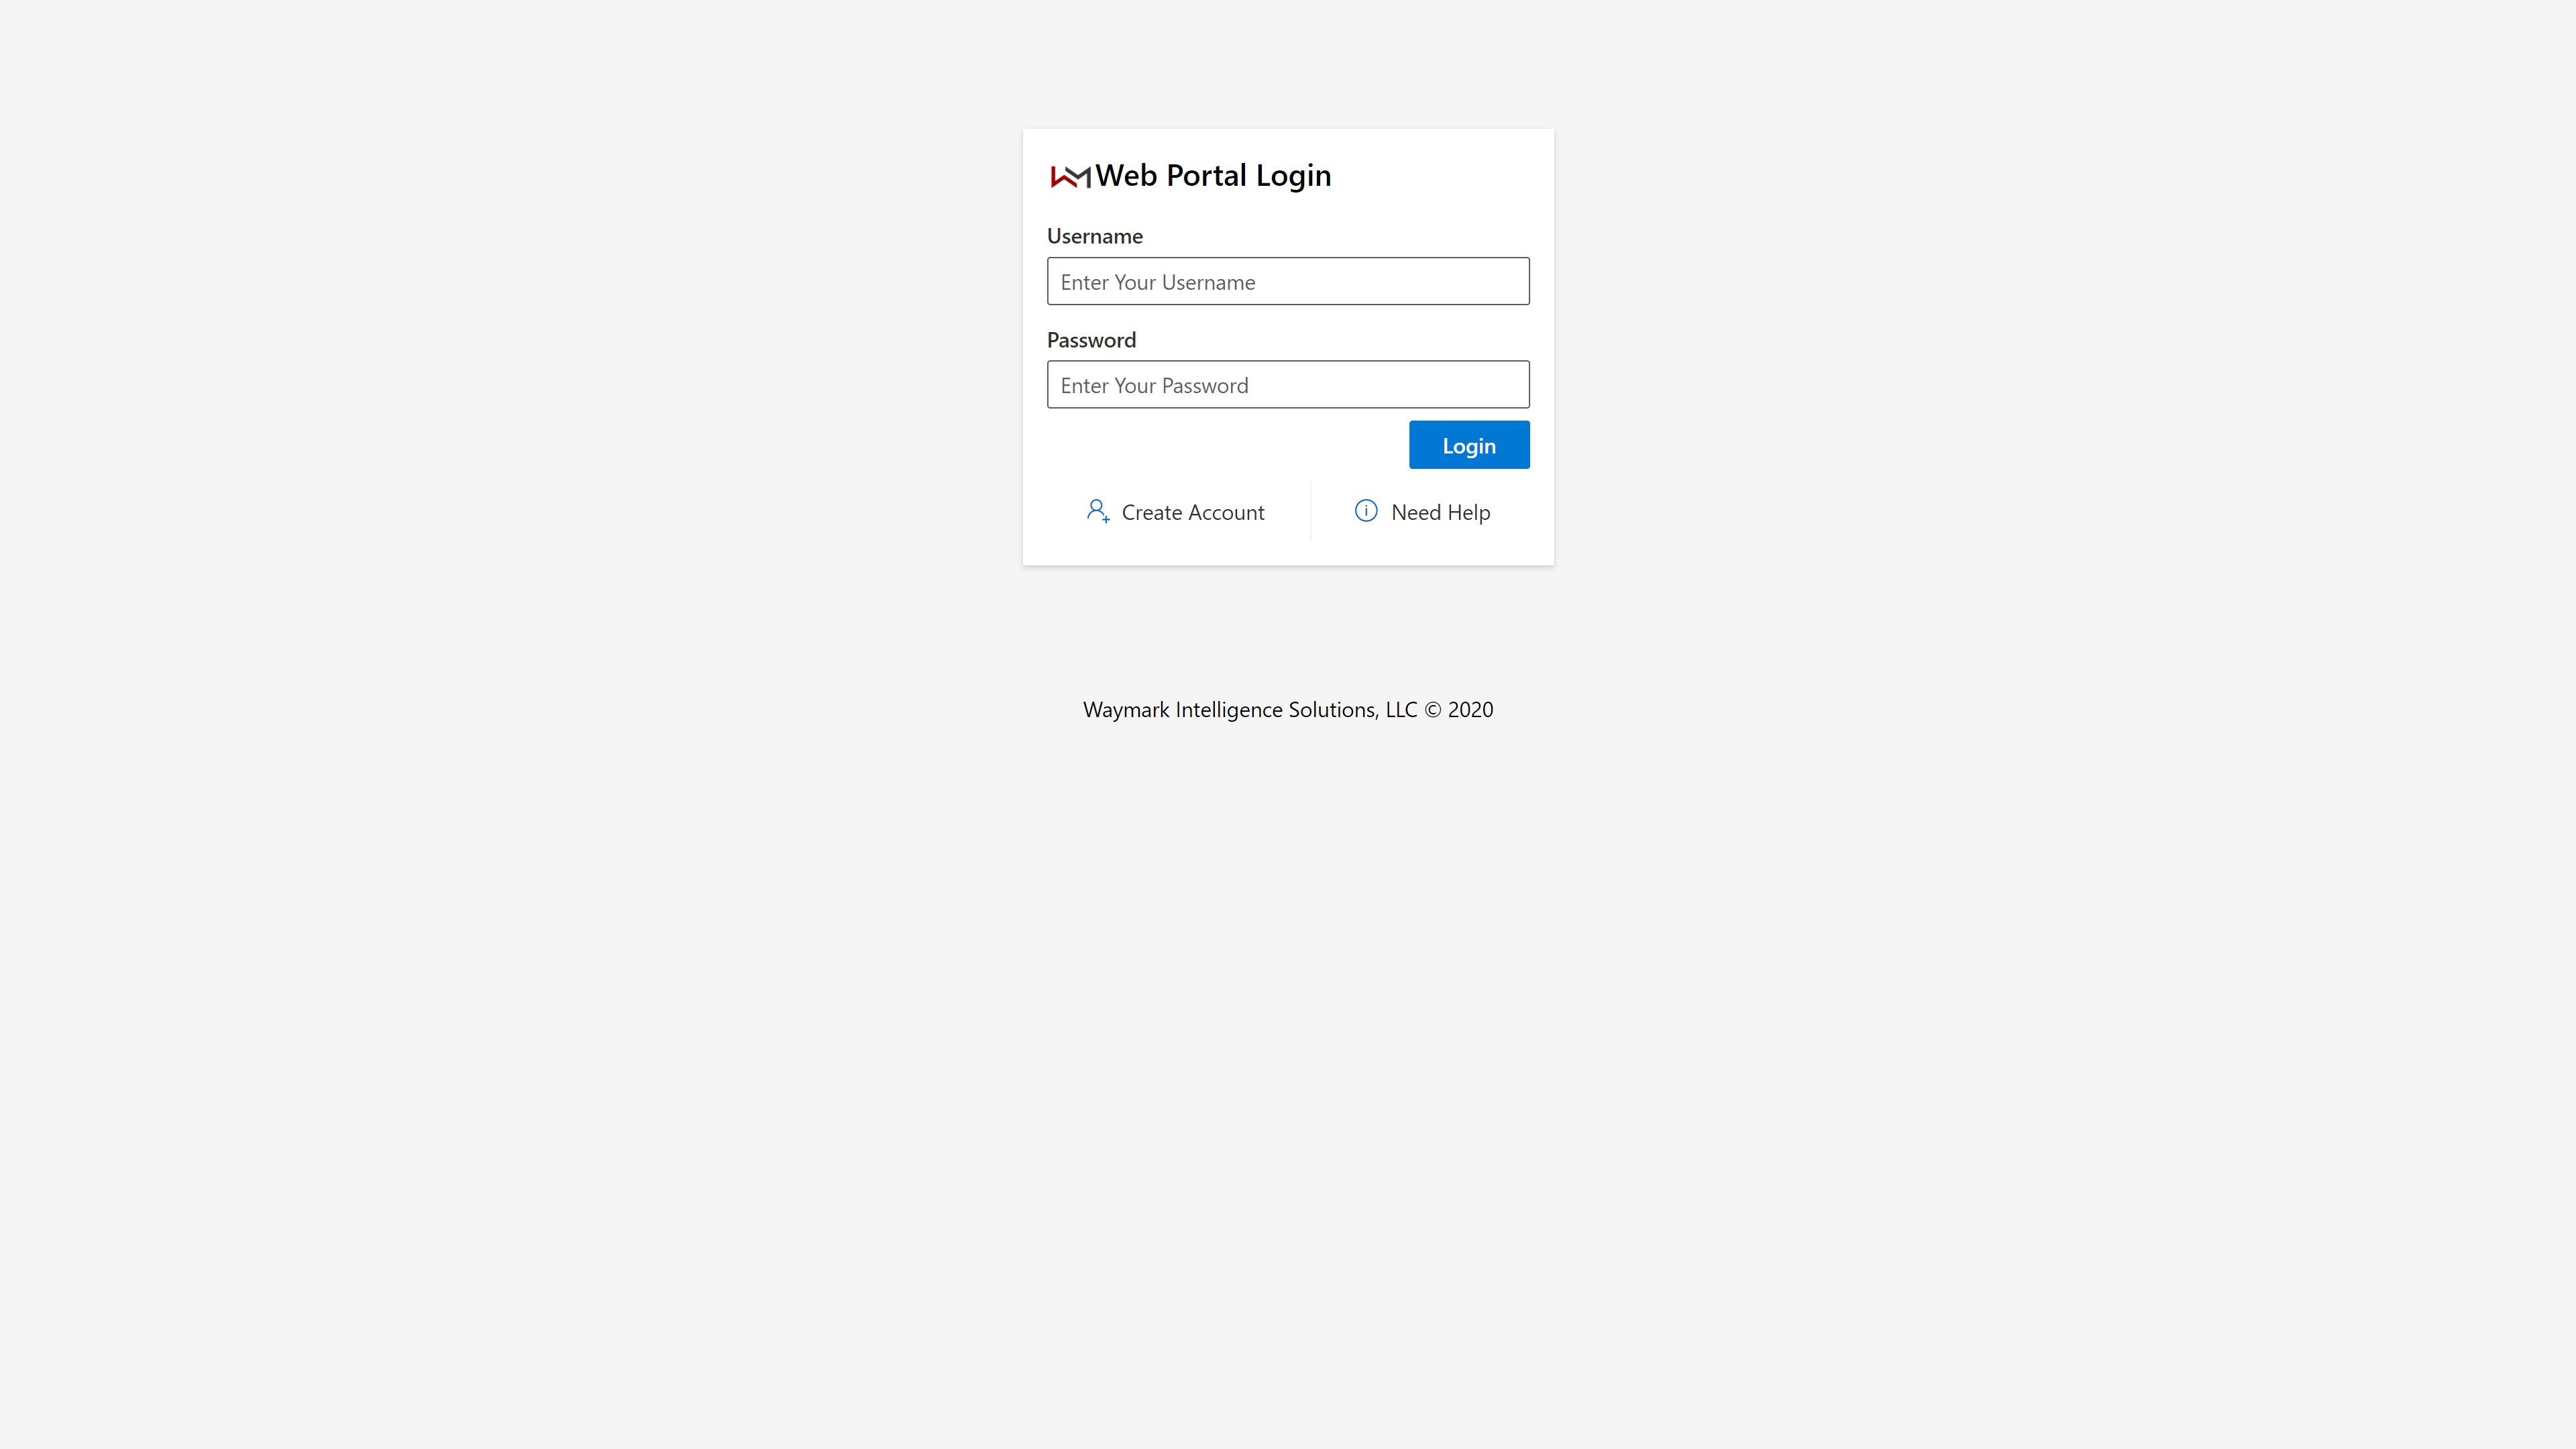 Web Portal Login
Username
Enter Your Username
Password
Enter Your Password
Login
Create Account
Need Help
Waymark Intelligence Solutions, LLC © 2020